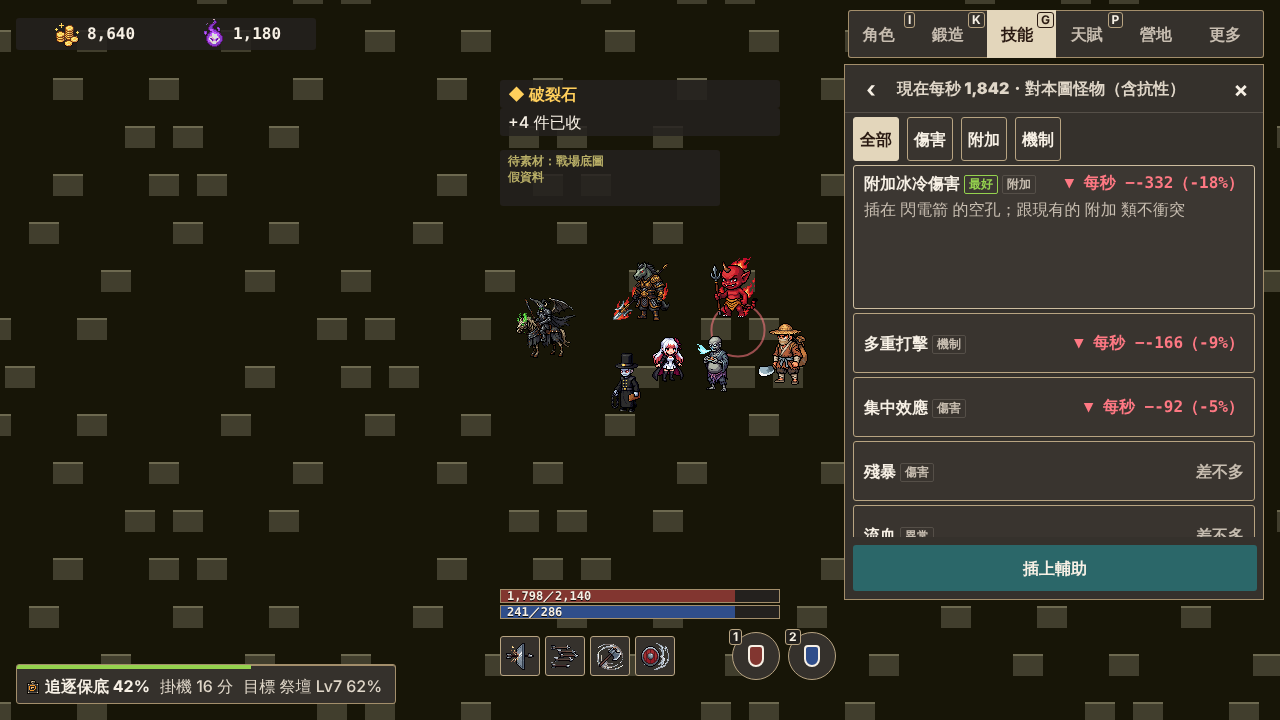 8,640
1,180
角色 I
鍛造 K
技能 G
天賦 P
營地
更多
‹ 現在每秒 1,842・對本圖怪物（含抗性） ×
◆ 破裂石
+4 件已收
待素材：戰場底圖
假資料
全部
傷害
附加
機制
附加冰冷傷害 最好 附加 ▼ 每秒 −-332（-18%）
插在 閃電箭 的空孔；跟現有的 附加 類不衝突
多重打擊 機制 ▼ 每秒 −-166（-9%）
集中效應 傷害 ▼ 每秒 −-92（-5%）
殘暴 傷害 差不多
流血 異常 差不多
插上輔助
1,798／2,140
241／286
1
2
追逐保底 42% 掛機 16 分 目標 祭壇 Lv7 62%